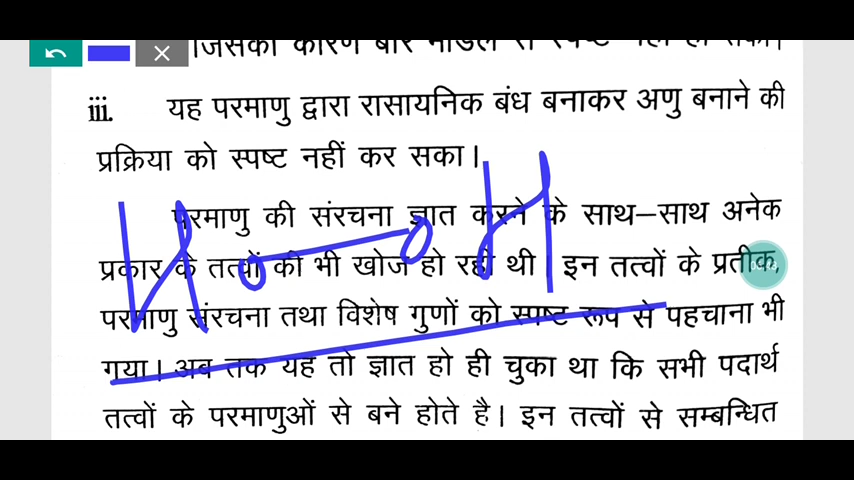 जिसका कारण बोर मॉडल से स्पष्ट नहीं हो सका।
iii. यह परमाणु द्वारा रासायनिक बंध बनाकर अणु बनाने की
प्रक्रिया को स्पष्ट नहीं कर सका।
परमाणु की संरचना ज्ञात करने के साथ–साथ अनेक
प्रकार के तत्वों की भी खोज हो रही थी। इन तत्वों के प्रतीक,
परमाणु संरचना तथा विशेष गुणों को स्पष्ट रूप से पहचाना भी
गया। अब तक यह तो ज्ञात हो ही चुका था कि सभी पदार्थ
तत्वों के परमाणुओं से बने होते है। इन तत्वों से सम्बन्धित
H H